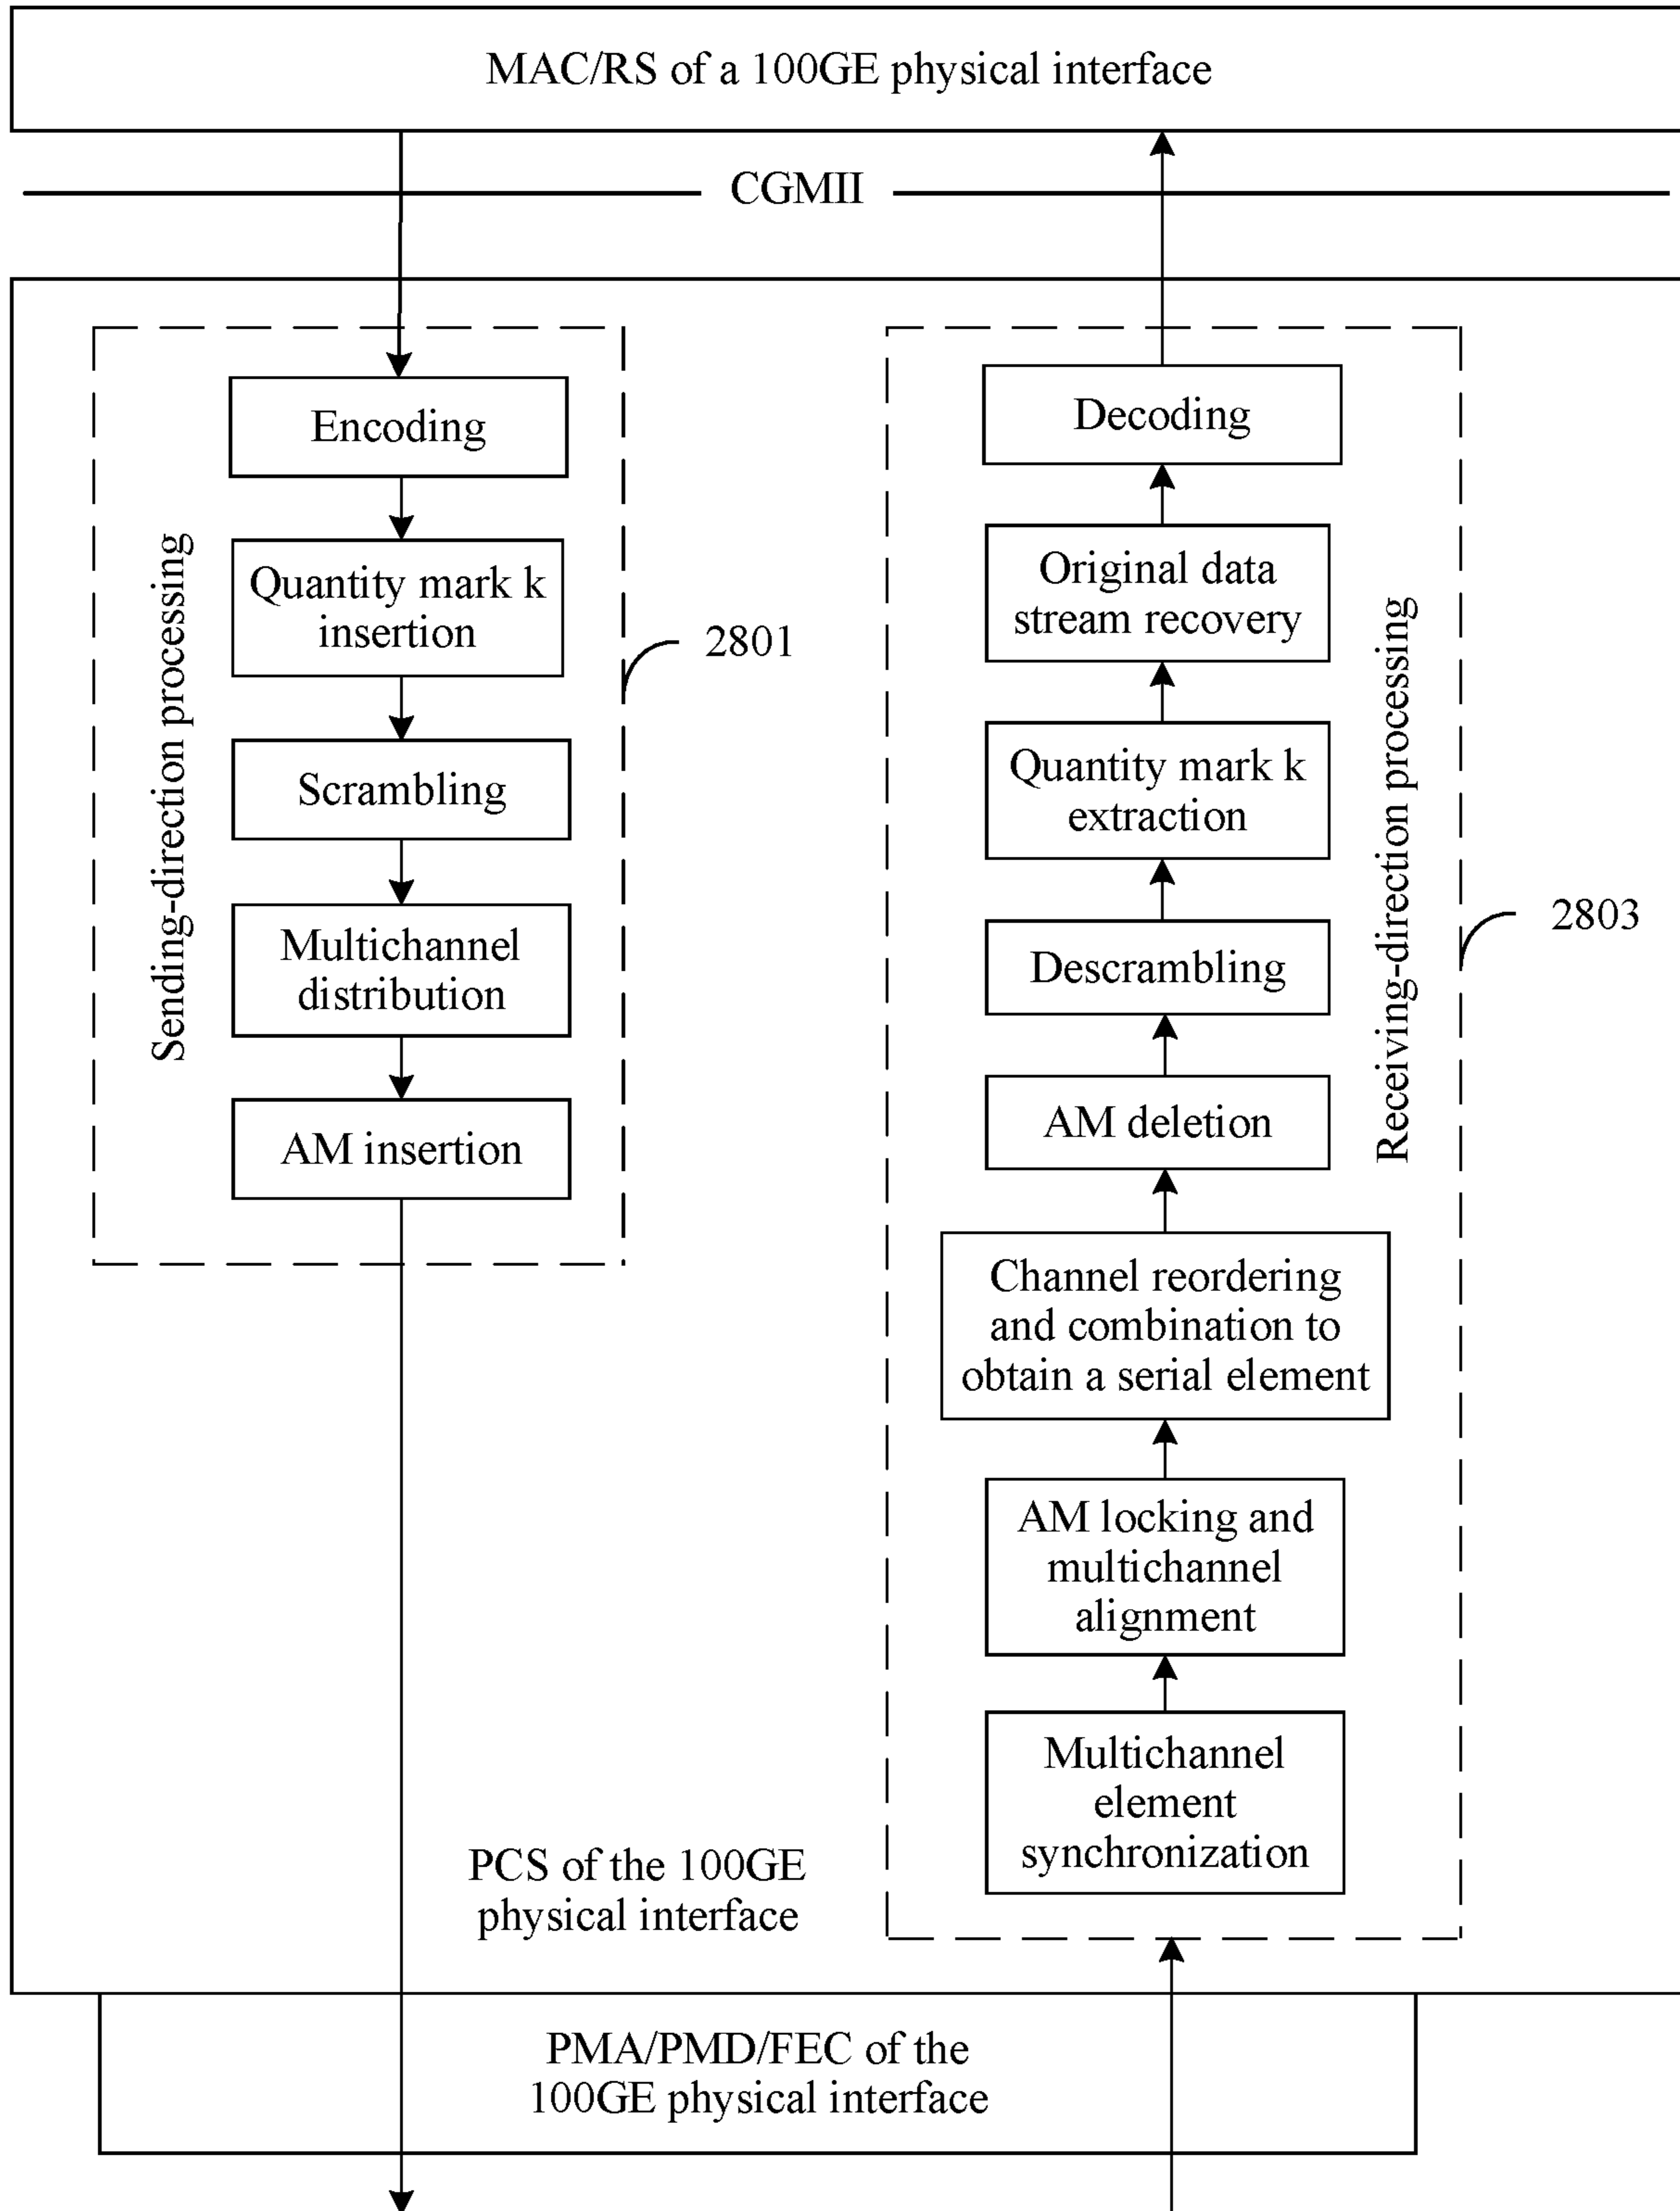 MAC/RS of a 100GE physical interface
CGMII
Sending-direction processing
Encoding
Quantity mark k
insertion
Scrambling
Multichannel
distribution
AM insertion
2801
Decoding
Original data
stream recovery
Quantity mark k
extraction
Descrambling
AM deletion
Channel reordering
and combination to
obtain a serial element
AM locking and
multichannel
alignment
Multichannel
element
synchronization
Receiving-direction processing
2803
PCS of the 100GE
physical interface
PMA/PMD/FEC of the
100GE physical interface